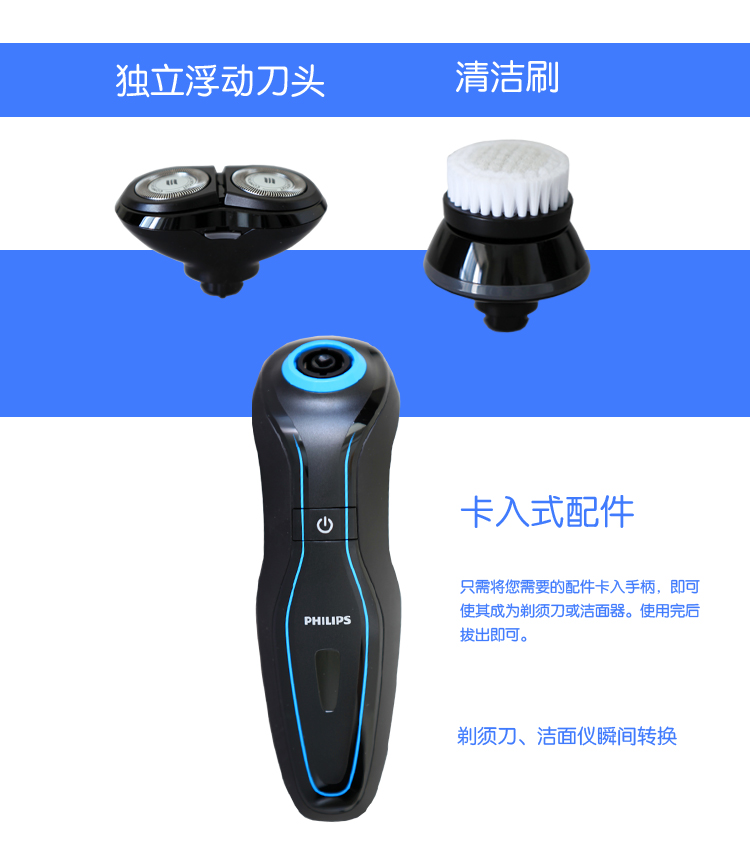 独立浮动刀头
清洁刷
卡入式配件
只需将您需要的配件卡入手柄，即可
使其成为剃须刀或洁面器。使用完后
拔出即可。
PHILIPS
剃须刀、洁面仪瞬间转换